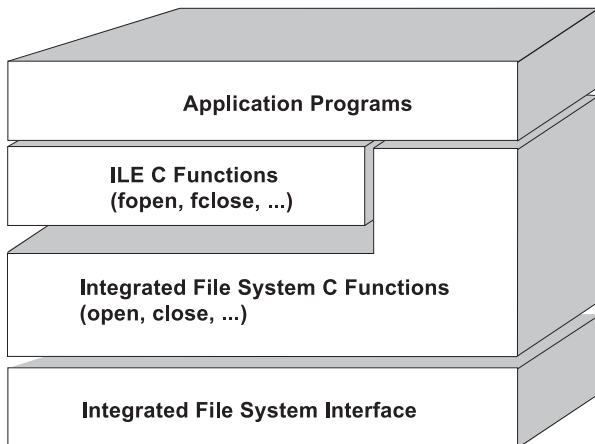 Application Programs
ILE C Functions
(fopen, fclose, ...)
Integrated File System C Functions
(open, close, ...)
Integrated File System Interface